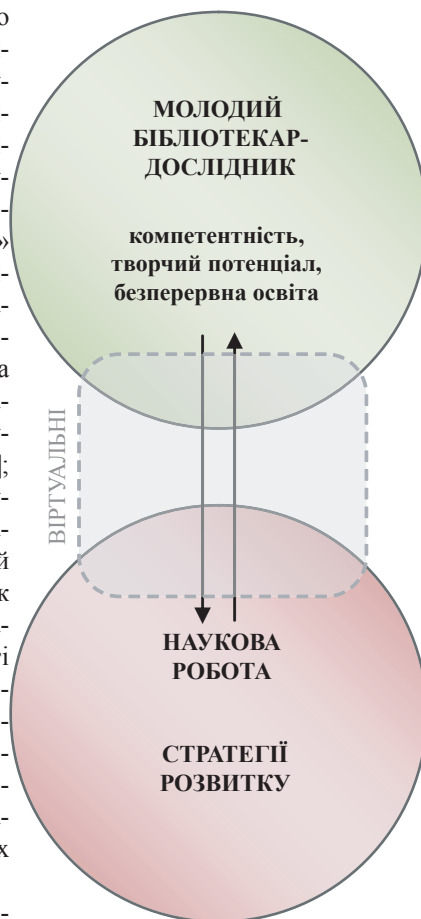 МОЛОДИЙ
БІБЛІОТЕКАР-
ДОСЛІДНИК
компетентність,
творчий потенціал,
безперервна освіта
ВІРТУАЛЬНІ
НАУКОВА
РОБОТА
СТРАТЕГІЇ
РОЗВИТКУ